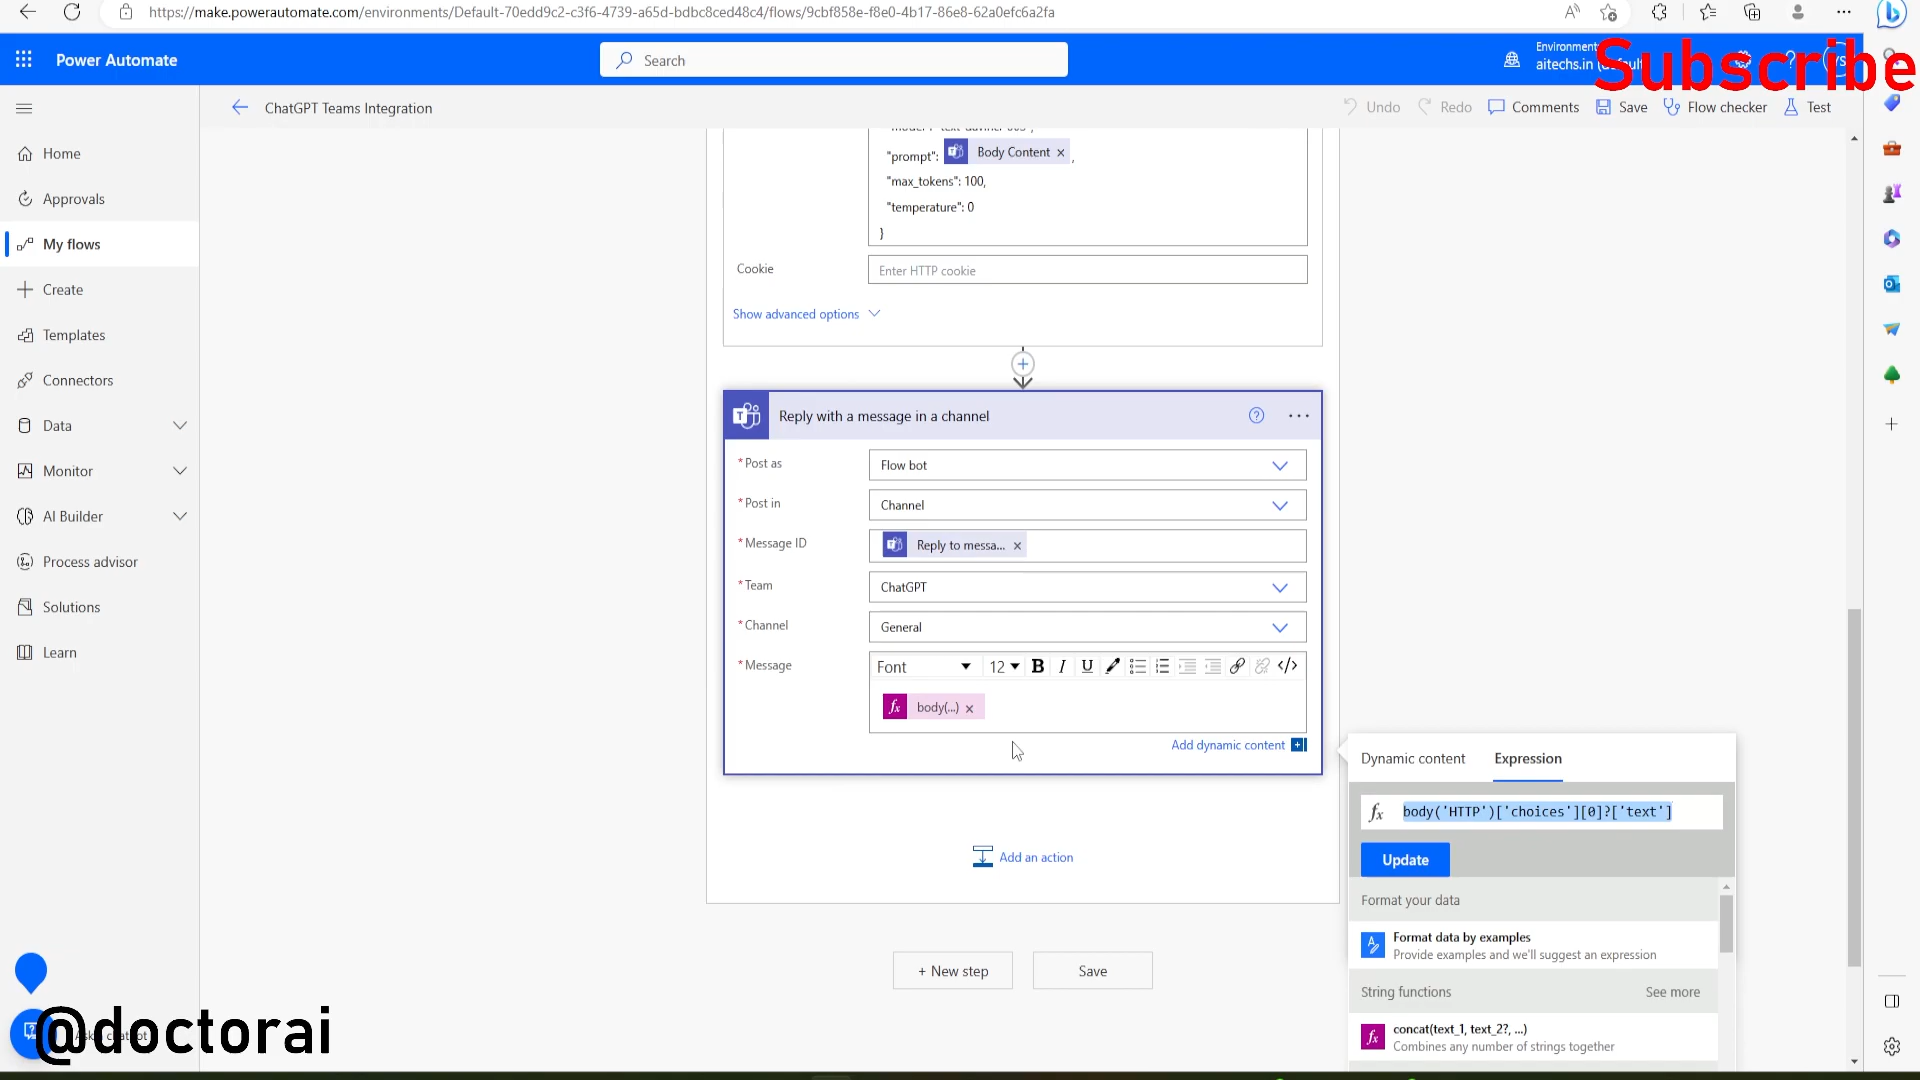 https://make.powerautomate.com/environments/Default-70edd9c2-c3f6-4739-a65d-bdbc8ced48c4/flows/9cbf858e-f8e0-4b17-86e8-62a0efc6a2fa
Power Automate
Search
Environment
aitechs.in (default)
Subscribe
ChatGPT Teams Integration
Undo
Redo
Comments
Save
Flow checker
Test
Home
Approvals
My flows
Create
Templates
Connectors
Data
Monitor
AI Builder
Process advisor
Solutions
Learn
"prompt": Body Content × ,
"max_tokens": 100,
"temperature": 0
}
Cookie
Enter HTTP cookie
Show advanced options
Reply with a message in a channel
*Post as
Flow bot
*Post in
Channel
*Message ID
Reply to messa... ×
*Team
ChatGPT
*Channel
General
*Message
Font
12
B I U
</>
fx body(...) ×
Add dynamic content
Add an action
+ New step
Save
Dynamic content
Expression
fx body('HTTP')['choices'][0]?['text']
Update
Format your data
Format data by examples
Provide examples and we'll suggest an expression
String functions
See more
fx concat(text_1, text_2?, ...)
Combines any number of strings together
@doctorai